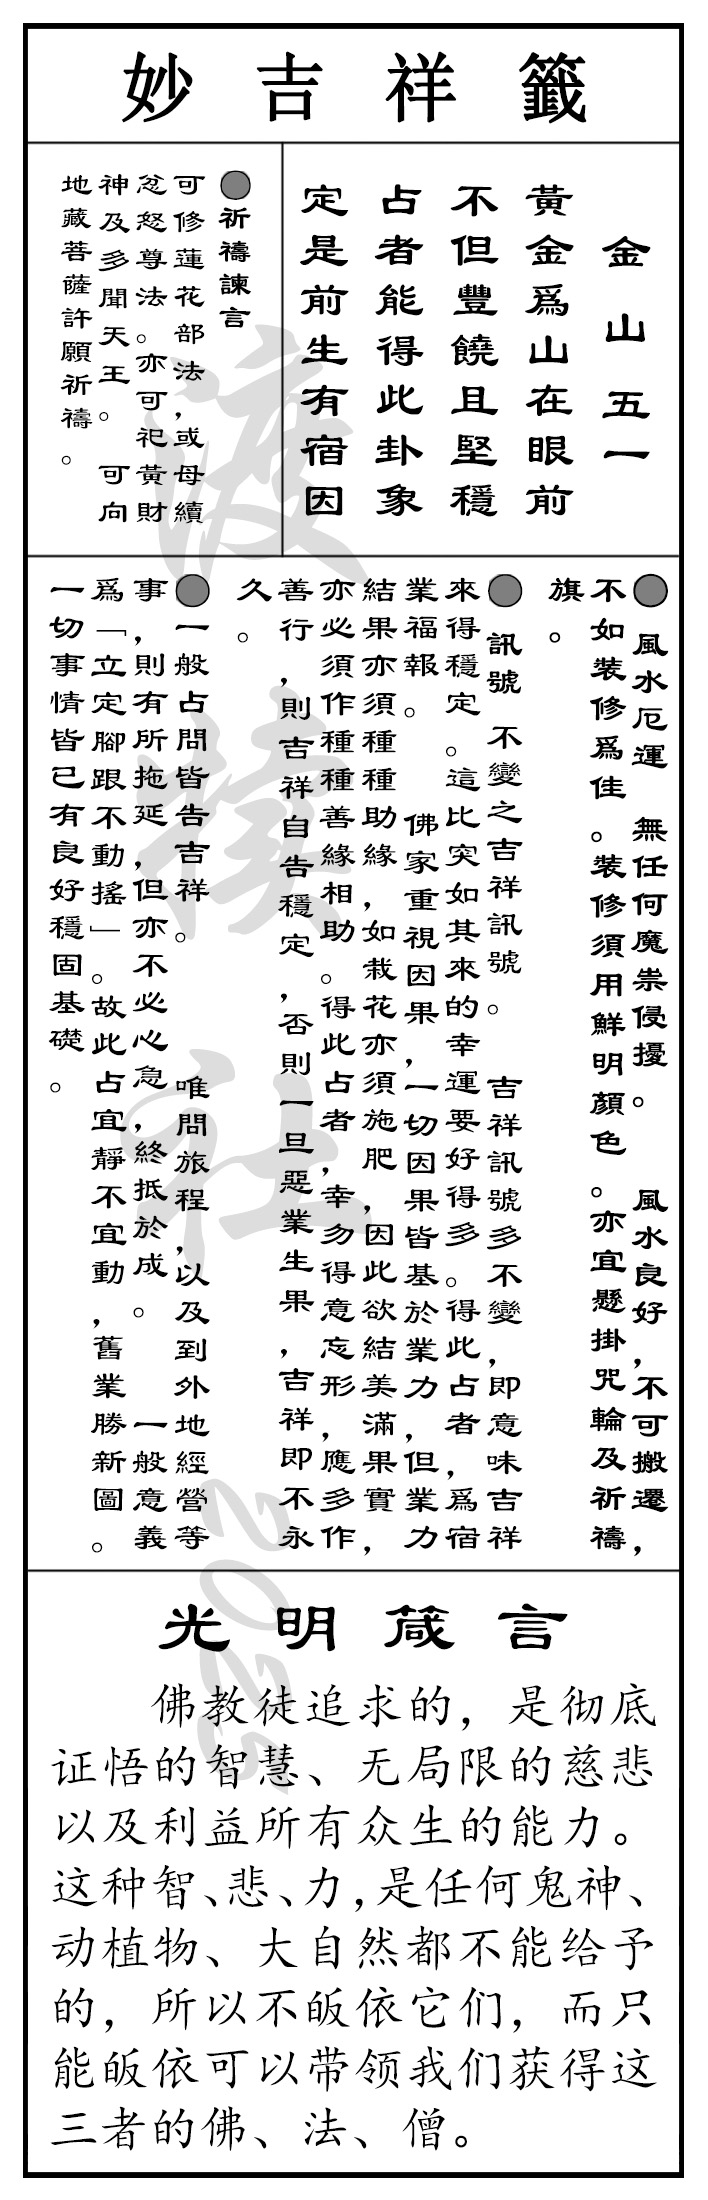 妙吉祥籤
金山五一
黃金爲山在眼前
不但豐饒且堅穩
占者能得此卦象
定是前生有宿因
●祈禱諫言
可修蓮花部法，或母續
忿怒尊法。亦可祀黃財
神及多聞天王。 可向
地藏菩薩許願祈禱。
● 風水厄運 無任何魔祟侵擾。 風水良好，不可搬遷，
不如裝修爲佳。裝修須用鮮明顏色。亦宜懸掛咒輪及祈禱
旗。
● 訊號 不變之吉祥訊號。 吉祥訊號多不變，即意味吉祥
來得穩定。這比突如其來的幸運要好得多。得此占者，爲宿
業福報。 佛家重視因果，一切因果皆基於業力，但業力
結果亦須種種助緣，如栽花亦須施肥，因此欲結美滿果實，
亦必須作種種善緣相助。得此占者，幸勿得意忘形，應多作
善行，則吉祥自告穩定，否則一旦惡業生果，吉祥即不永
久。
●一般占問皆告吉祥。 唯問旅程，以及到外地經營等
事，則有所拖延，但亦不必心急，終抵於成。 一般意義
爲「立定腳跟不動搖」。故此占宜靜不宜動，舊業勝新圖。
一切事情皆已有良好穩固基礎。
光明箴言
佛教徒追求的，是彻底
证悟的智慧、无局限的慈悲
以及利益所有众生的能力。
这种智、悲、力，是任何鬼神、
动植物、大自然都不能给予
的，所以不皈依它们，而只
能皈依可以带领我们获得这
三者的佛、法、僧。
渡犊社
2025